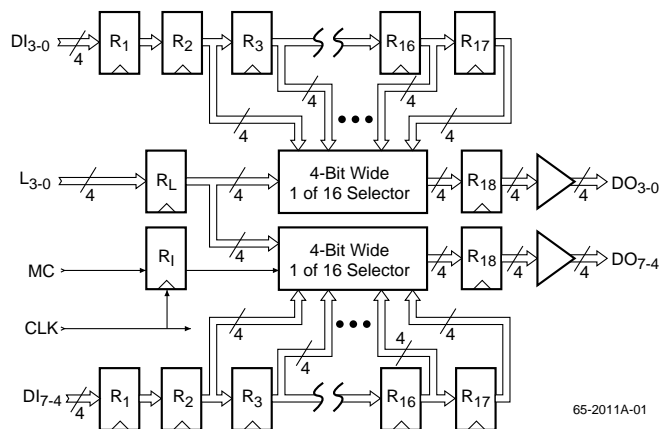 DI3-0 4 R1 R2 R3 R16 R17
4 4 4 4
L3-0 4 RL 4 4-Bit Wide 1 of 16 Selector 4 R18 4 4 DO3-0
4
MC RI 4-Bit Wide 1 of 16 Selector 4 R18 4 4 DO7-4
CLK
4 4 4 4
DI7-4 4 R1 R2 R3 R16 R17
65-2011A-01